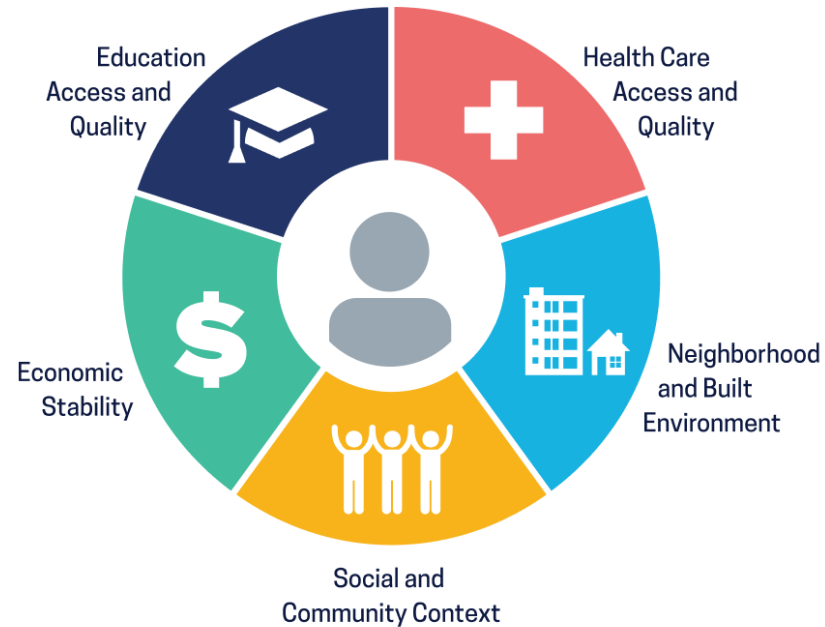 Education
Access and
Quality
Health Care
Access and
Quality
Economic
Stability
$
Neighborhood
and Built
Environment
Social and
Community Context